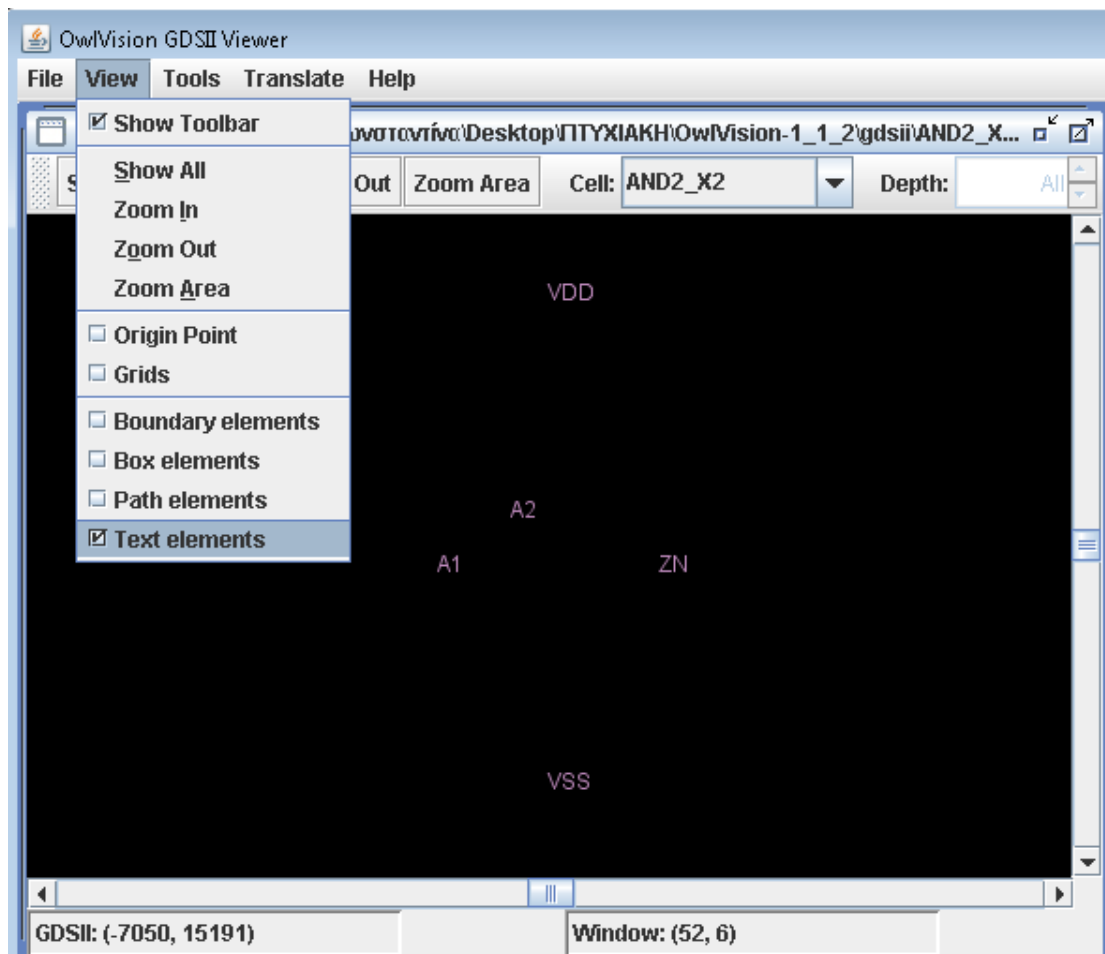 OwlVision GDSII Viewer
File View Tools Translate Help
Show Toolbar
Show All
Zoom In
Zoom Out
Zoom Area
Origin Point
Grids
Boundary elements
Box elements
Path elements
Text elements
\Desktop\ΠΤΥΧΙΑΚΗ\OwlVision-1_1_2\gdsii\AND2_X...
Out Zoom Area Cell: AND2_X2 Depth: All
VDD
A2
A1 ZN
VSS
GDSII: (-7050, 15191) Window: (52, 6)